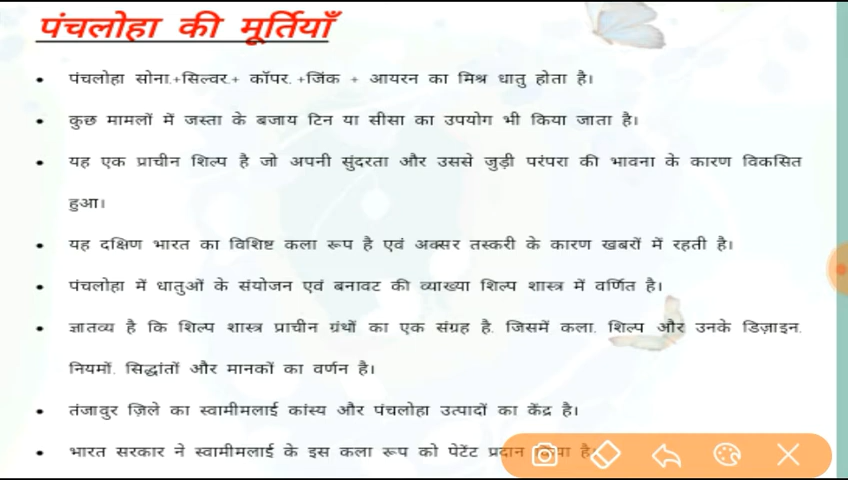 पंचलोहा की मूर्तियाँ
• पंचलोहा सोना.+सिल्वर.+ कॉपर. +जिंक + आयरन का मिश्र धातु होता है।
• कुछ मामलों में जस्ता के बजाय टिन या सीसा का उपयोग भी किया जाता है।
• यह एक प्राचीन शिल्प है जो अपनी सुंदरता और उससे जुड़ी परंपरा की भावना के कारण विकसित
हुआ।
• यह दक्षिण भारत का विशिष्ट कला रूप है एवं अक्सर तस्करी के कारण खबरों में रहती है।
• पंचलोहा में धातुओं के संयोजन एवं बनावट की व्याख्या शिल्प शास्त्र में वर्णित है।
• ज्ञातव्य है कि शिल्प शास्त्र प्राचीन ग्रंथों का एक संग्रह है. जिसमें कला. शिल्प और उनके डिज़ाइन.
नियमों. सिद्धांतों और मानकों का वर्णन है।
• तंजावुर ज़िले का स्वामीमलाई कांस्य और पंचलोहा उत्पादों का केंद्र है।
• भारत सरकार ने स्वामीमलाई के इस कला रूप को पेटेंट प्रदान किया है